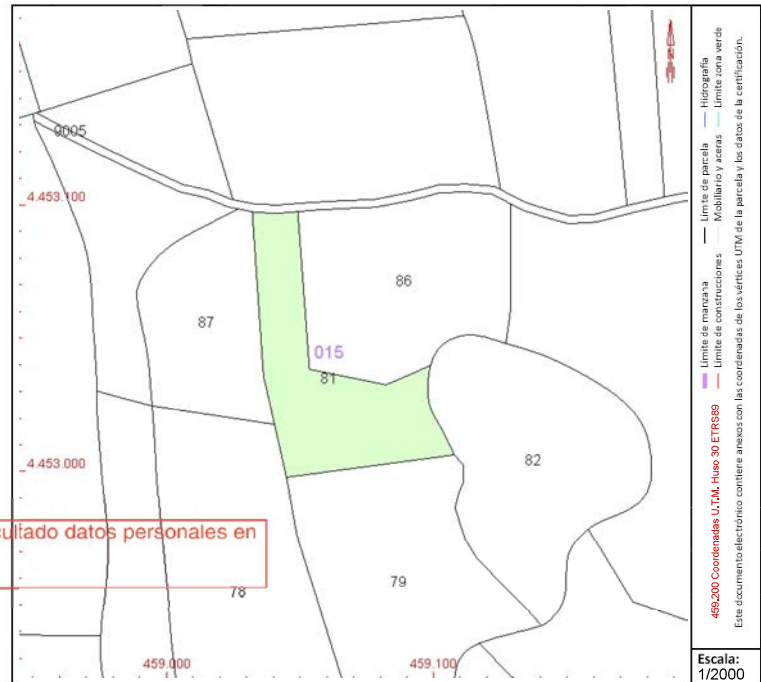 9005
4.453.100
86
87
015
81
4.453.000
82
cultado datos personales en
79
78
459.000
459.100
Límite de manzana
Límite de parcela
Hidrografía
Límite de construcciones
Mobiliario y aceras
Límite zona verde
459.200 Coordenadas U.T.M. Huso 30 ETRS89
Este documento electrónico contiene anexos con las coordenadas de los vértices UTM de la parcela y los datos de la certificación.
Escala:
1/2000